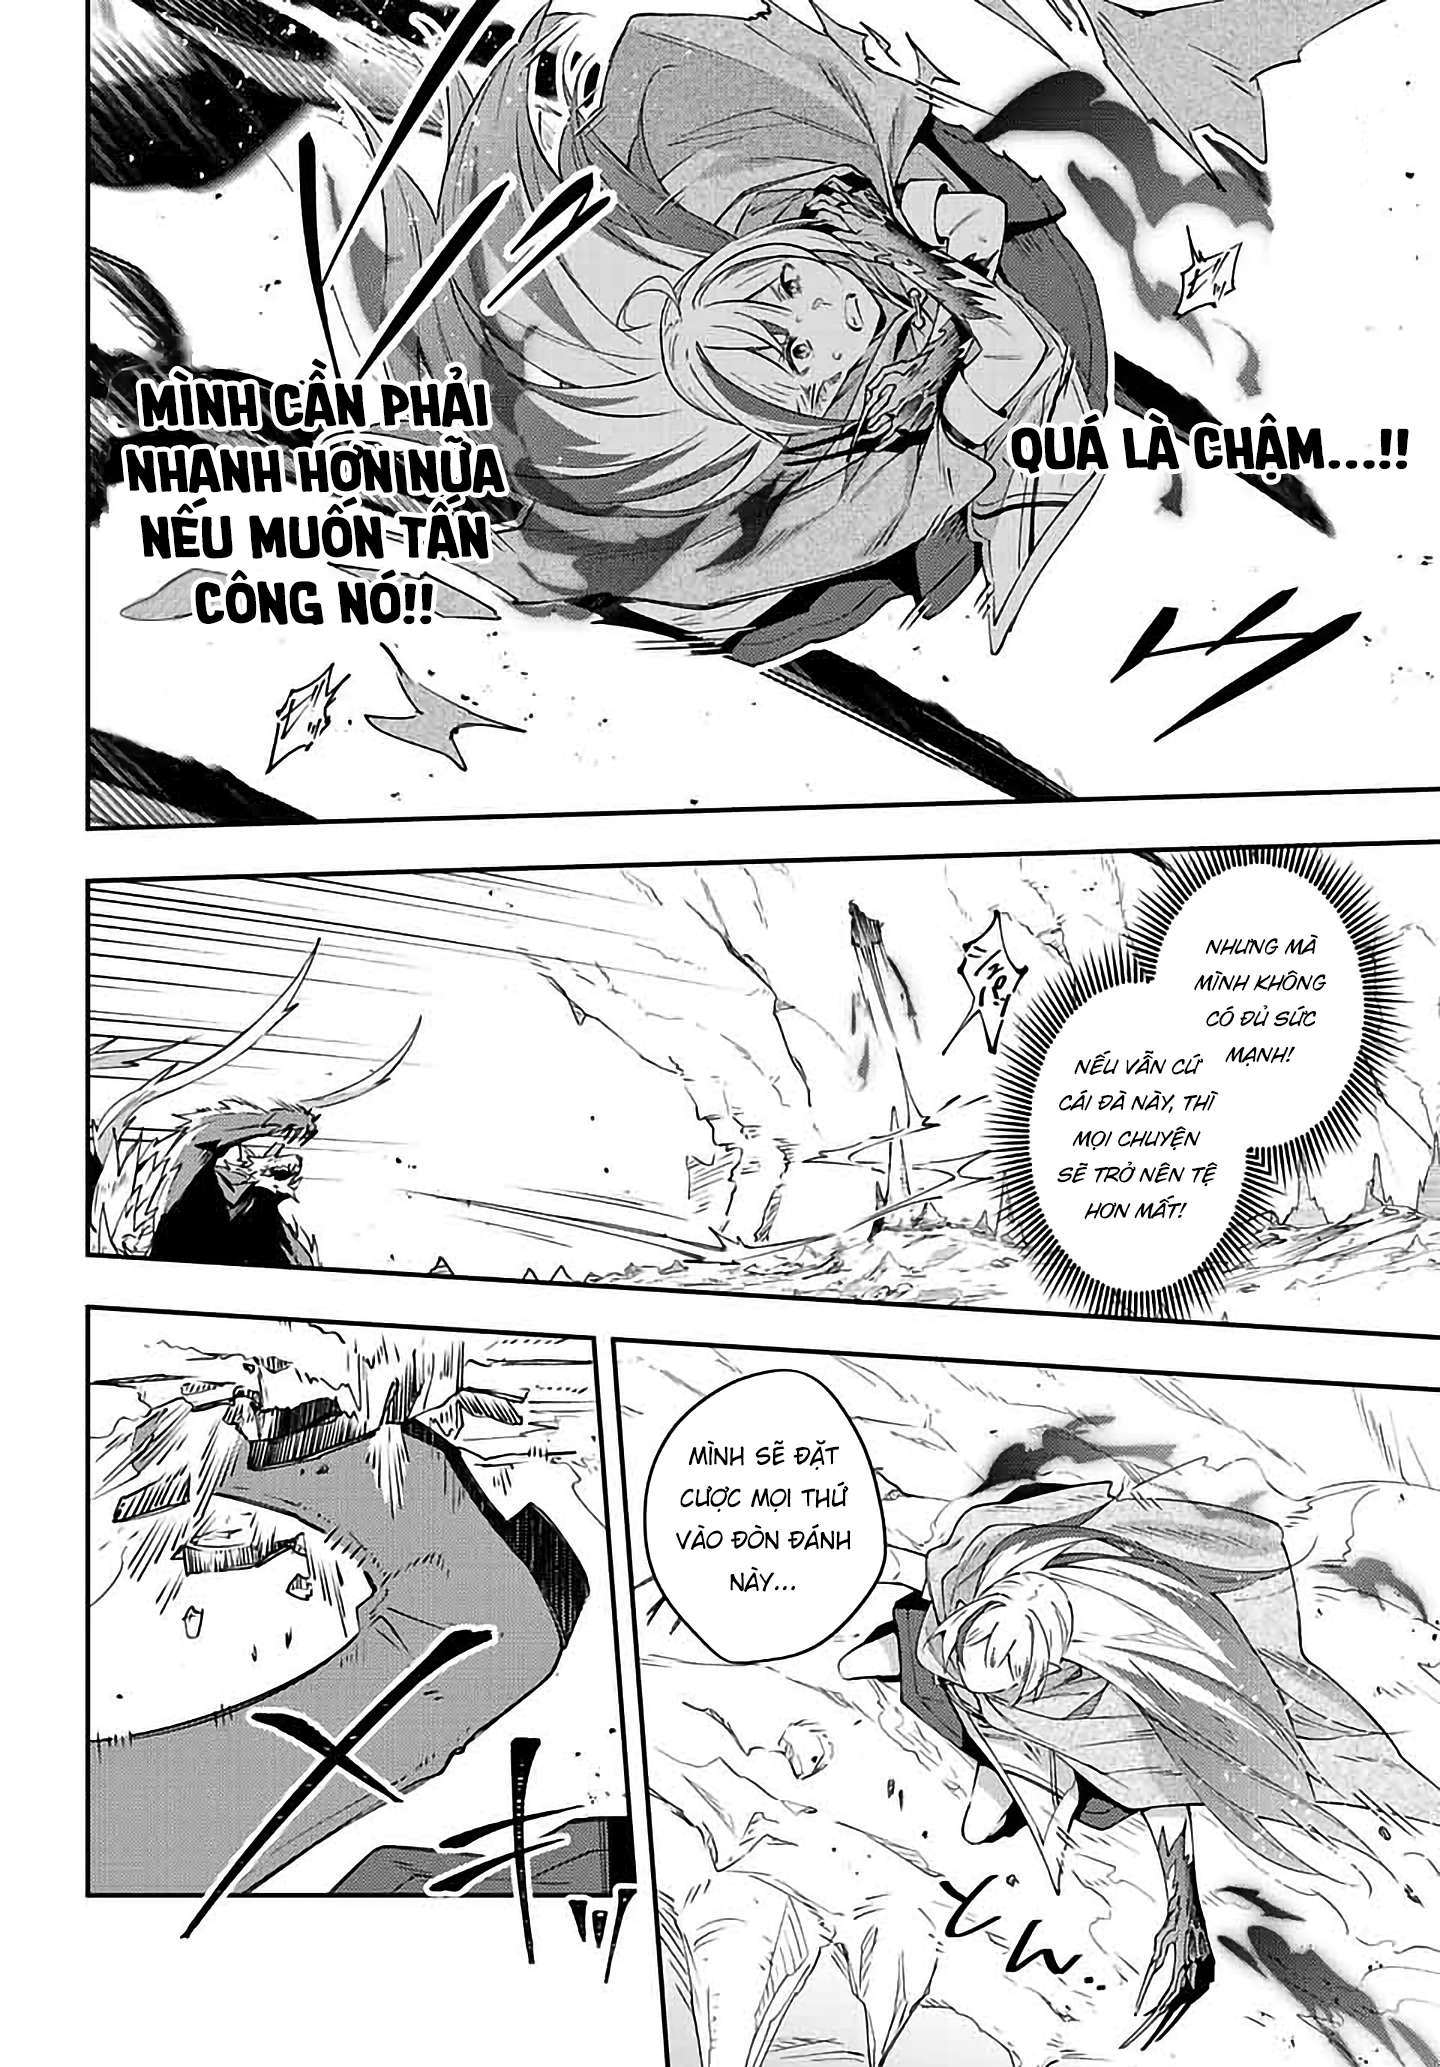 QUÁ LÀ CHẬM...!!
MÌNH CẦN PHẢI
NHANH HƠN NỮA
NẾU MUỐN TẤN
CÔNG NÓ!!
NHƯNG MÀ
MÌNH KHÔNG
CÓ ĐỦ SỨC
MẠNH!
NẾU VẪN CỨ
CÁI ĐÀ NÀY, THÌ
MỌI CHUYỆN
SẼ TRỞ NÊN TỆ
HƠN MẤT!
MÌNH SẼ ĐẶT
CƯỢC MỌI THỨ
VÀO ĐÒN ĐÁNH
NÀY...